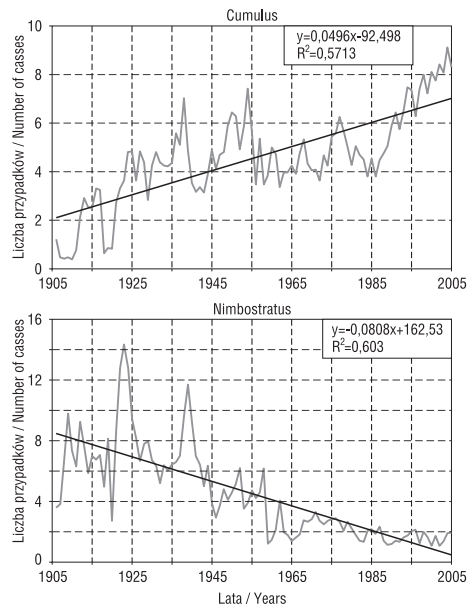 Cumulus
y=0,0496x-92,498
R²=0,5713
Liczba przypadków / Number of casses
10
8
6
4
2
0
1905 1925 1945 1965 1985 2005
Nimbostratus
y=-0,0808x+162,53
R²=0,603
Liczba przypadków / Number of casses
16
12
8
4
0
1905 1925 1945 1965 1985 2005
Lata / Years